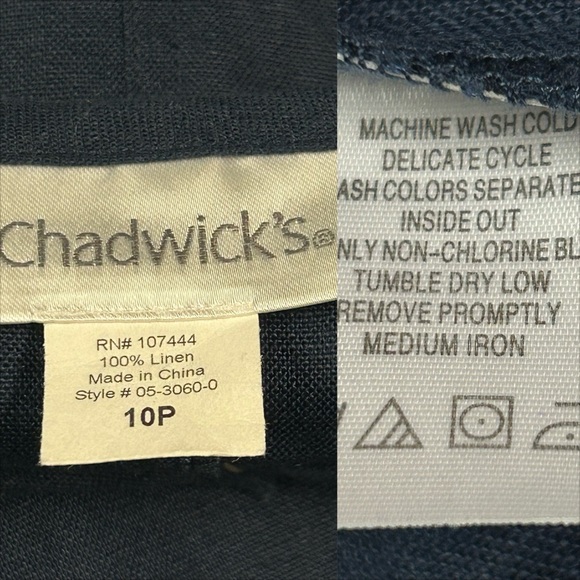 Chadwick's®
RN# 107444
100% Linen
Made in China
Style # 05-3060-0
10P
MACHINE WASH COLD
DELICATE CYCLE
ASH COLORS SEPARATE
INSIDE OUT
NLY NON-CHLORINE BL
TUMBLE DRY LOW
REMOVE PROMPTLY
MEDIUM IRON